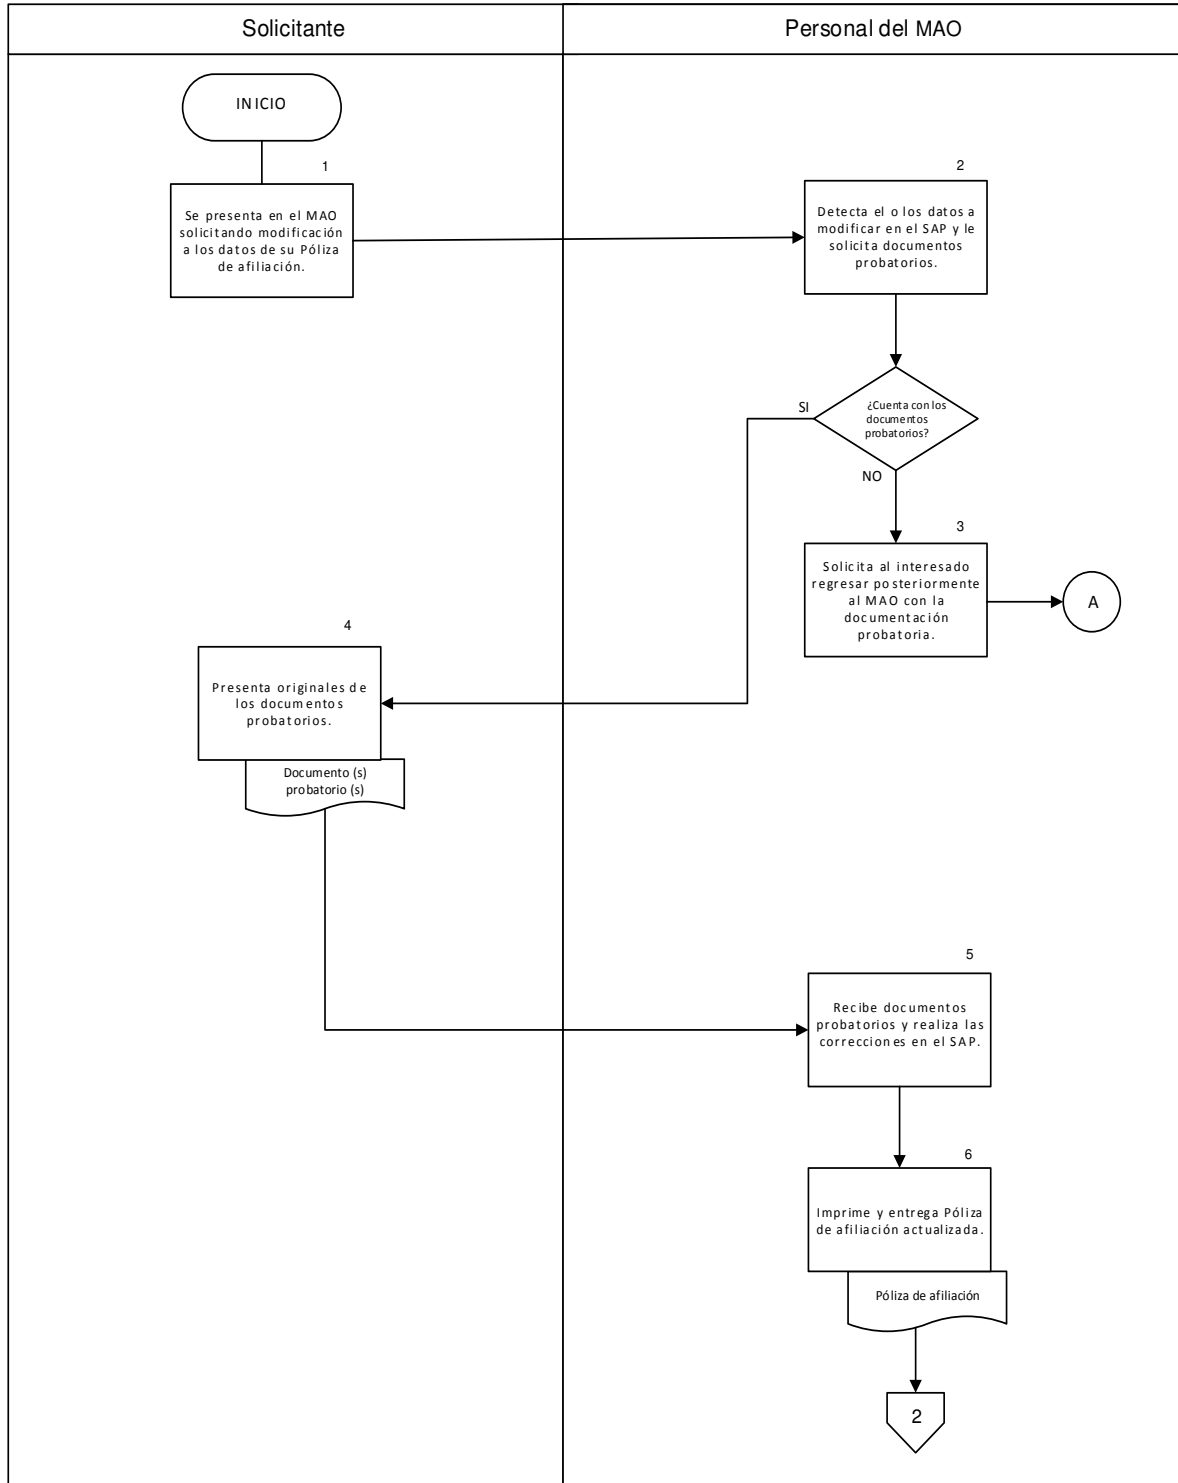 Solicitante
Personal del MAO
INICIO
1
Se presenta en el MAO
solicitando modificación
a los datos de su Póliza
de afiliación.
2
Detecta el o los datos a
modificar en el SAP y le
solicita documentos
probatorios.
¿Cuenta con los
documentos
probatorios?
SI
NO
3
Solicita al interesado
regresar posteriormente
al MAO con la
documentación
probatoria.
A
4
Presenta originales de
los documentos
probatorios.
Documento (s)
probatorio (s)
5
Recibe documentos
probatorios y realiza las
correcciones en el SAP.
6
Imprime y entrega Póliza
de afiliación actualizada.
Póliza de afiliación
2